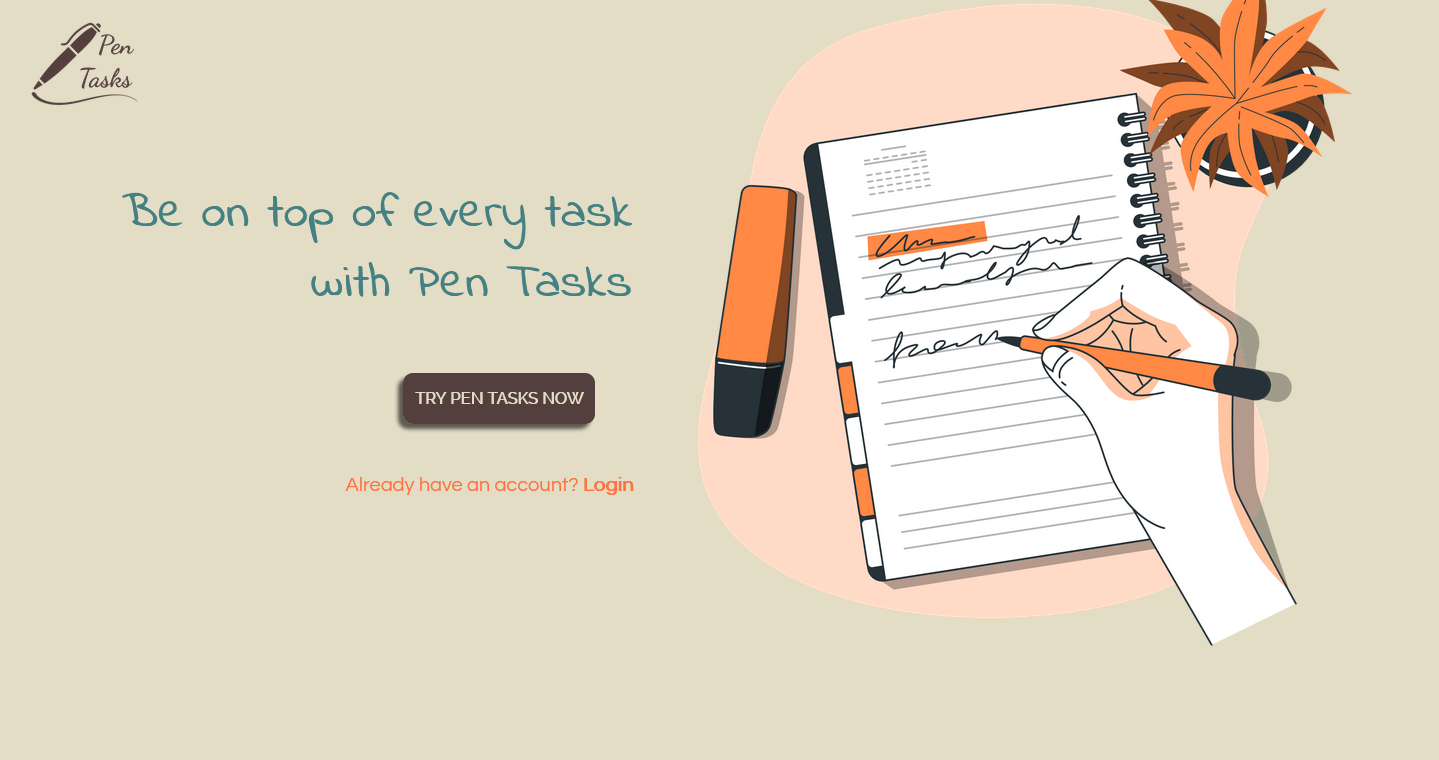 Pen
Tasks
Be on top of every task
with Pen Tasks
TRY PEN TASKS NOW
Already have an account? Login